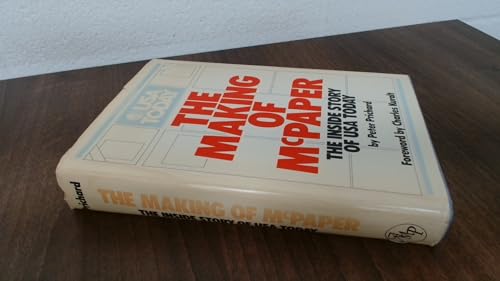 USA
TODAY
THE
MAKING
OF
McPAPER
THE INSIDE STORY
OF USA TODAY
by Peter Prichard
Foreword by Charles Kuralt
Prichard
THE MAKING OF McPAPER
THE INSIDE STORY OF USA TODAY